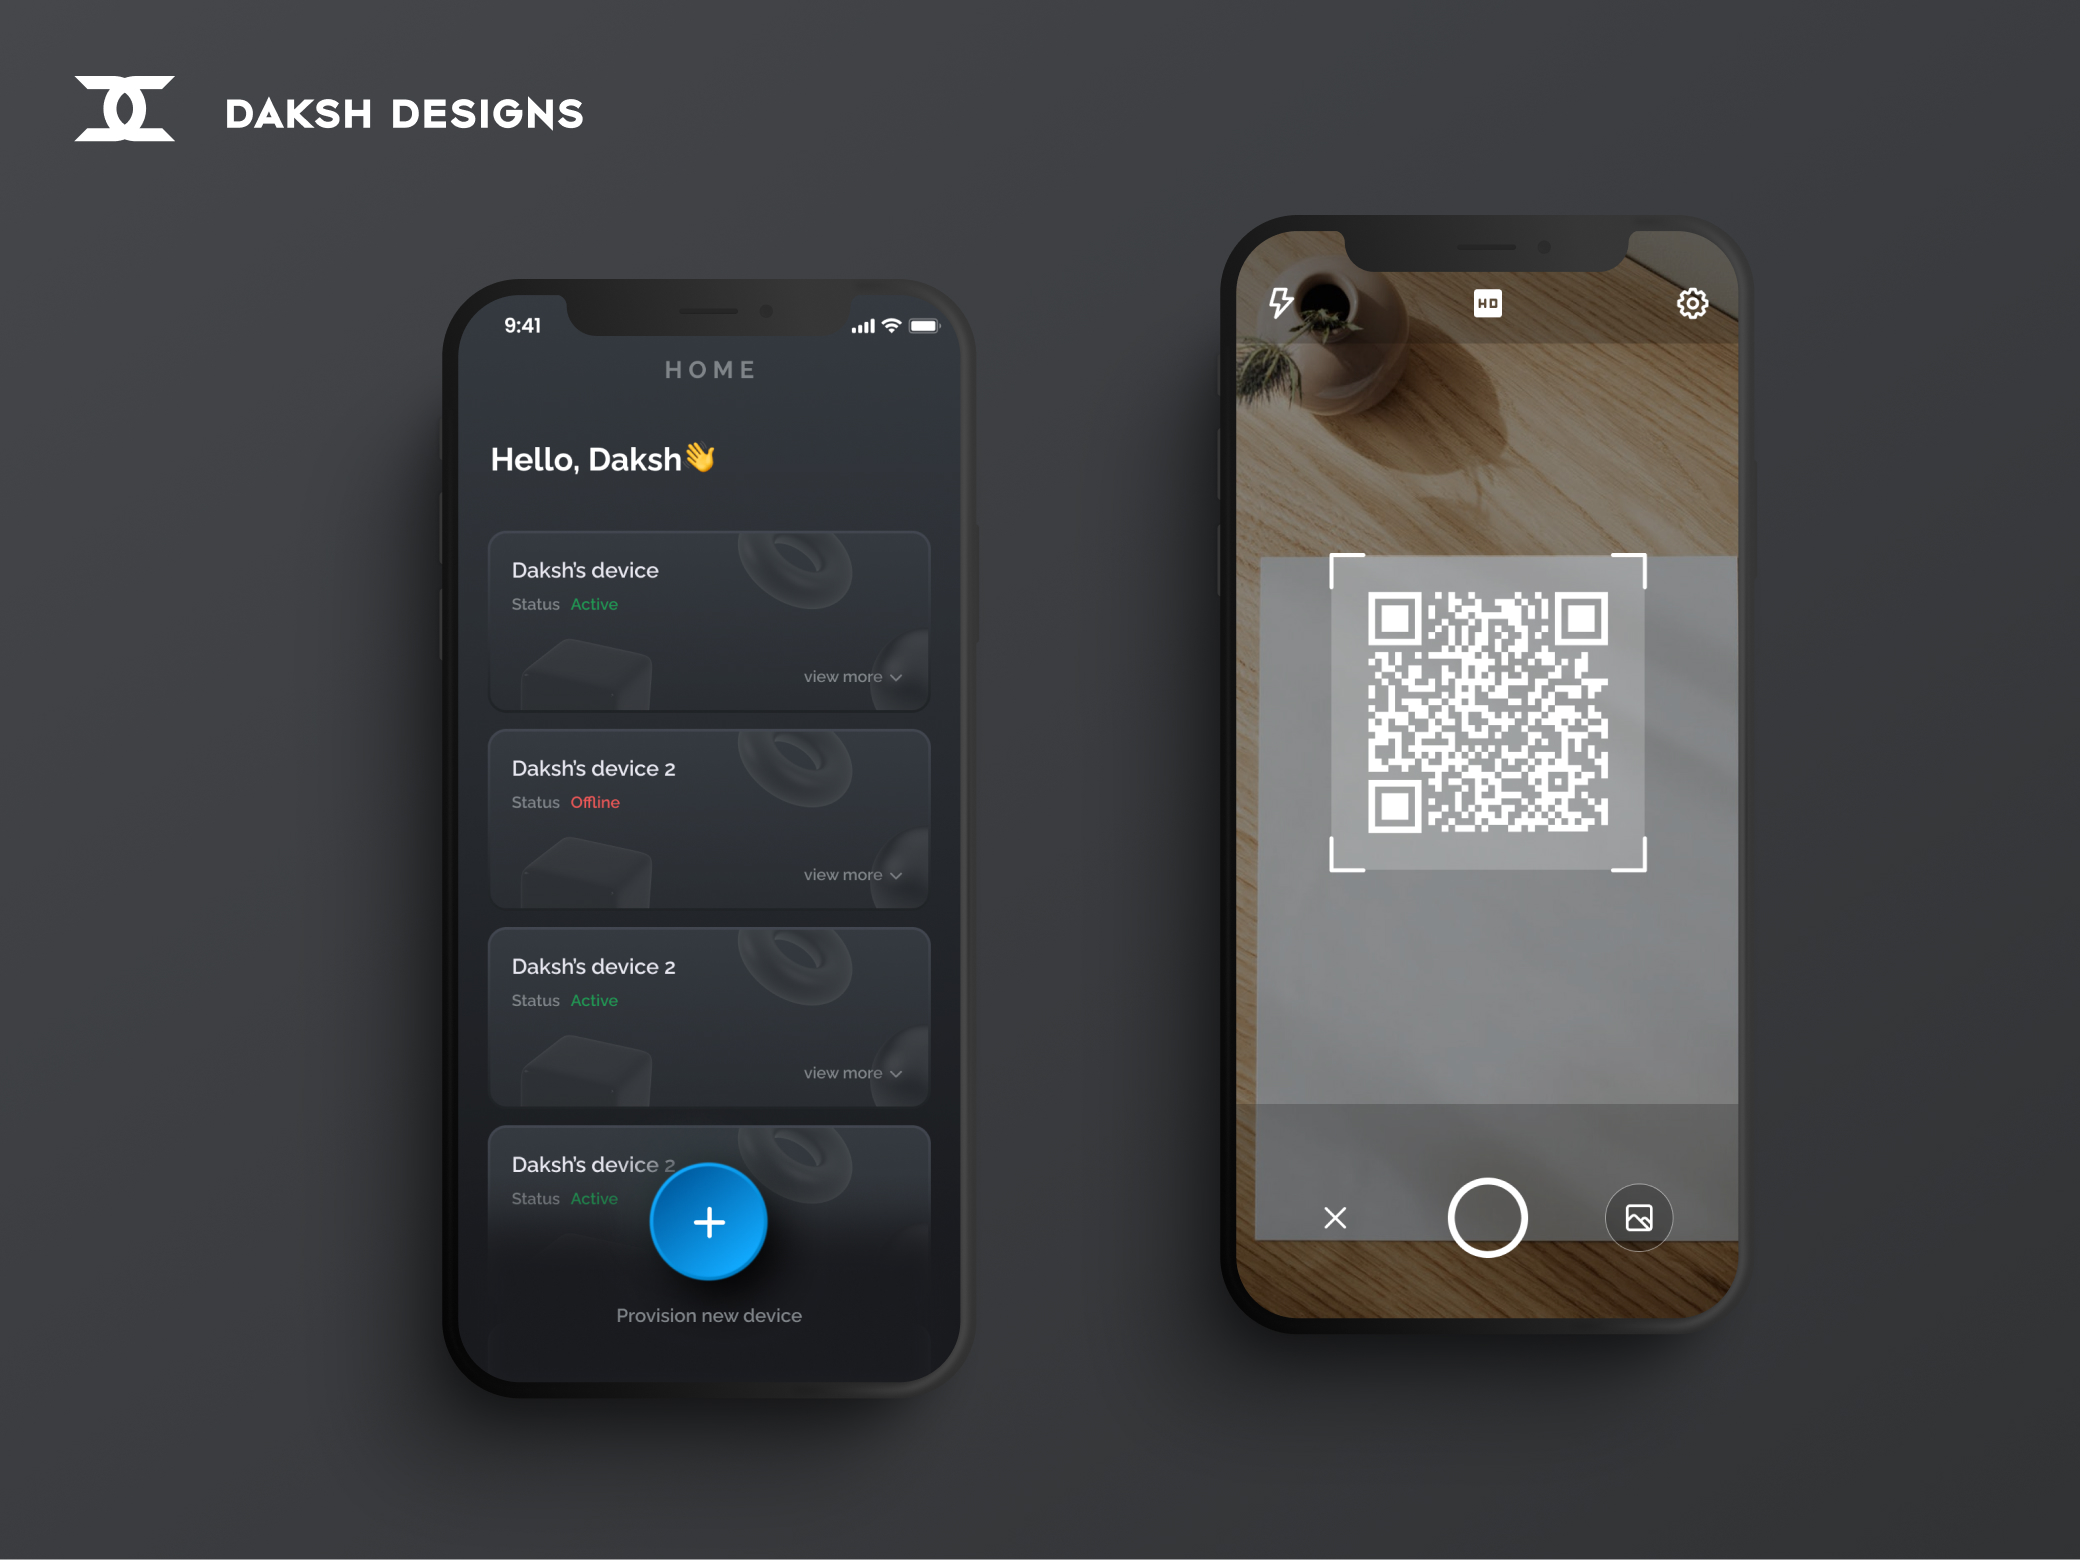 DAKSH DESIGNS
9:41
HOME
Hello, Daksh👋
Daksh's device
Status Active
view more
Daksh's device 2
Status Offline
view more
Daksh's device 2
Status Active
view more
Daksh's device 2
Status Active
Provision new device
HD